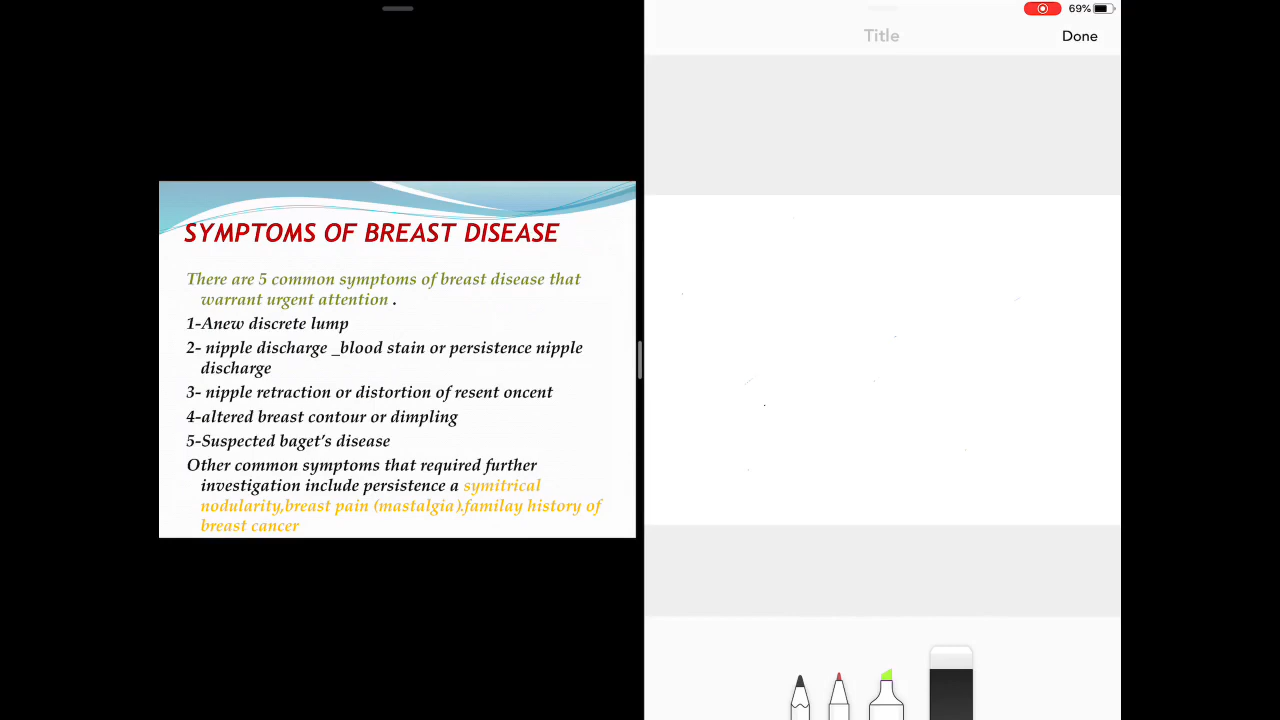 69%
Title
Done
SYMPTOMS OF BREAST DISEASE
There are 5 common symptoms of breast disease that
warrant urgent attention .
1-Anew discrete lump
2- nipple discharge _blood stain or persistence nipple
discharge
3- nipple retraction or distortion of resent oncent
4-altered breast contour or dimpling
5-Suspected baget's disease
Other common symptoms that required further
investigation include persistence a symitrical
nodularity,breast pain (mastalgia).familay history of
breast cancer